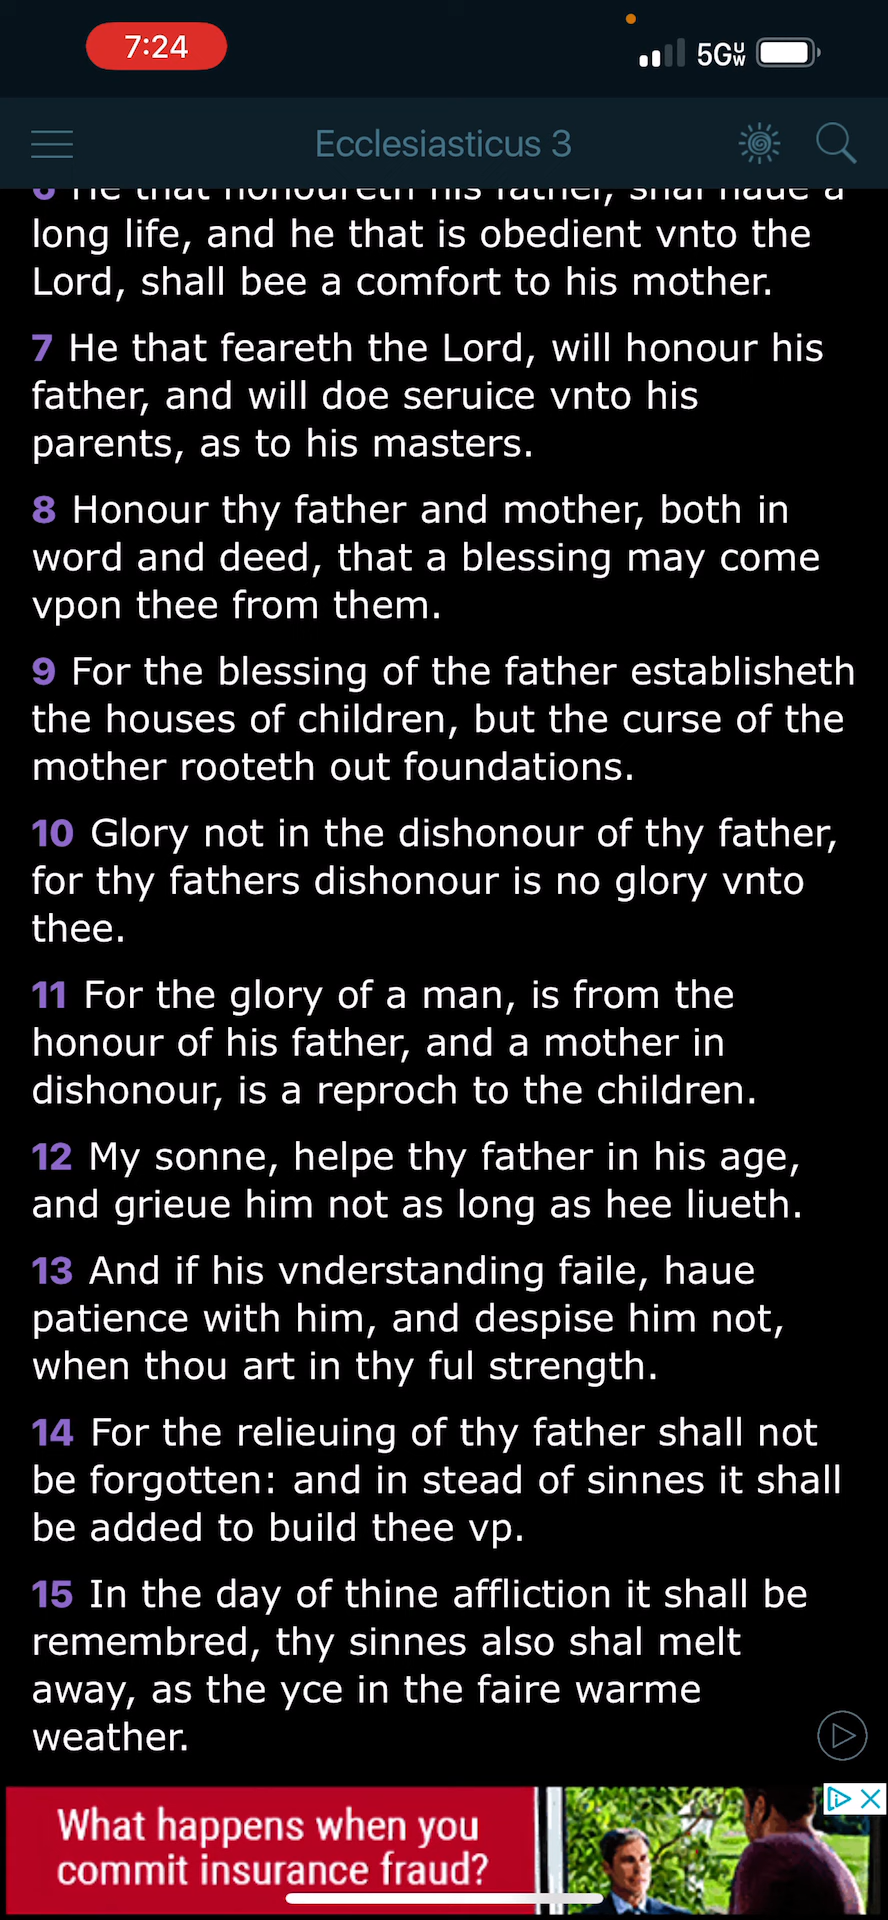 7:24
5G UW
Ecclesiasticus 3
6 He that honoureth his father, shal haue a
long life, and he that is obedient vnto the
Lord, shall bee a comfort to his mother.
7 He that feareth the Lord, will honour his
father, and will doe seruice vnto his
parents, as to his masters.
8 Honour thy father and mother, both in
word and deed, that a blessing may come
vpon thee from them.
9 For the blessing of the father establisheth
the houses of children, but the curse of the
mother rooteth out foundations.
10 Glory not in the dishonour of thy father,
for thy fathers dishonour is no glory vnto
thee.
11 For the glory of a man, is from the
honour of his father, and a mother in
dishonour, is a reproch to the children.
12 My sonne, helpe thy father in his age,
and grieue him not as long as hee liueth.
13 And if his vnderstanding faile, haue
patience with him, and despise him not,
when thou art in thy ful strength.
14 For the relieuing of thy father shall not
be forgotten: and in stead of sinnes it shall
be added to build thee vp.
15 In the day of thine affliction it shall be
remembred, thy sinnes also shal melt
away, as the yce in the faire warme
weather.
What happens when you
commit insurance fraud?